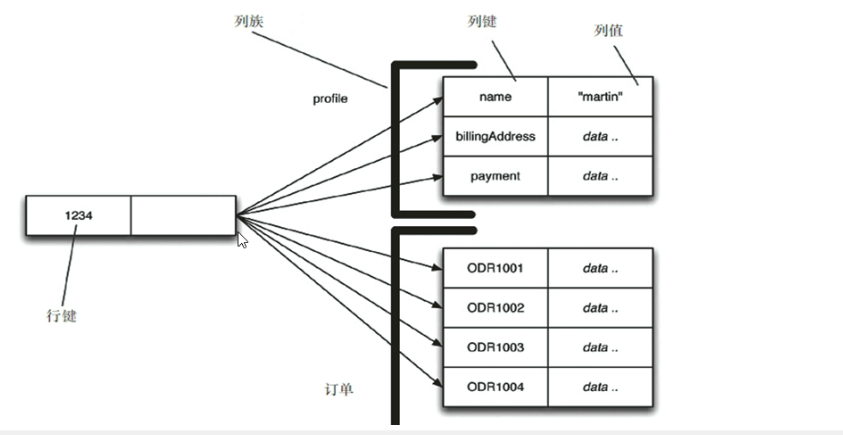 列族
列键
列值
profile
name
"martin"
billingAddress
data ..
payment
data ..
1234
行键
ODR1001
data ..
ODR1002
data ..
ODR1003
data ..
ODR1004
data ..
订单